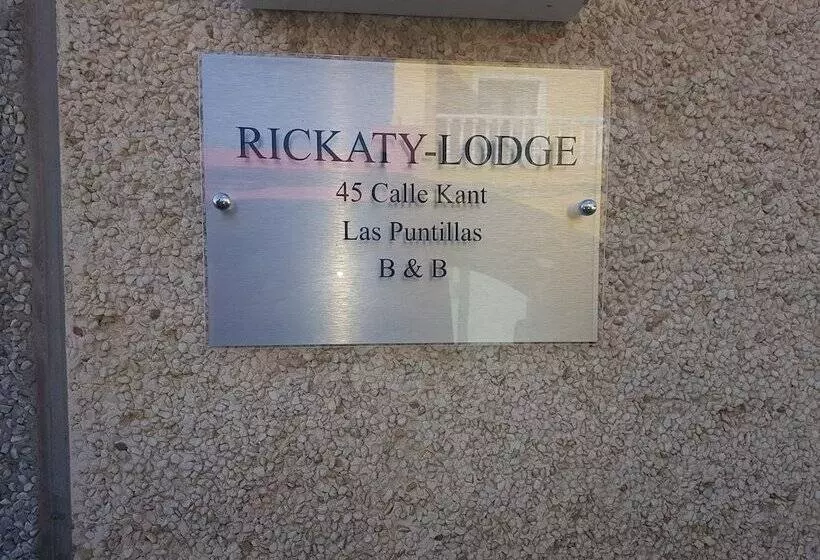 RICKATY-LODGE
45 Calle Kant
Las Puntillas
B & B